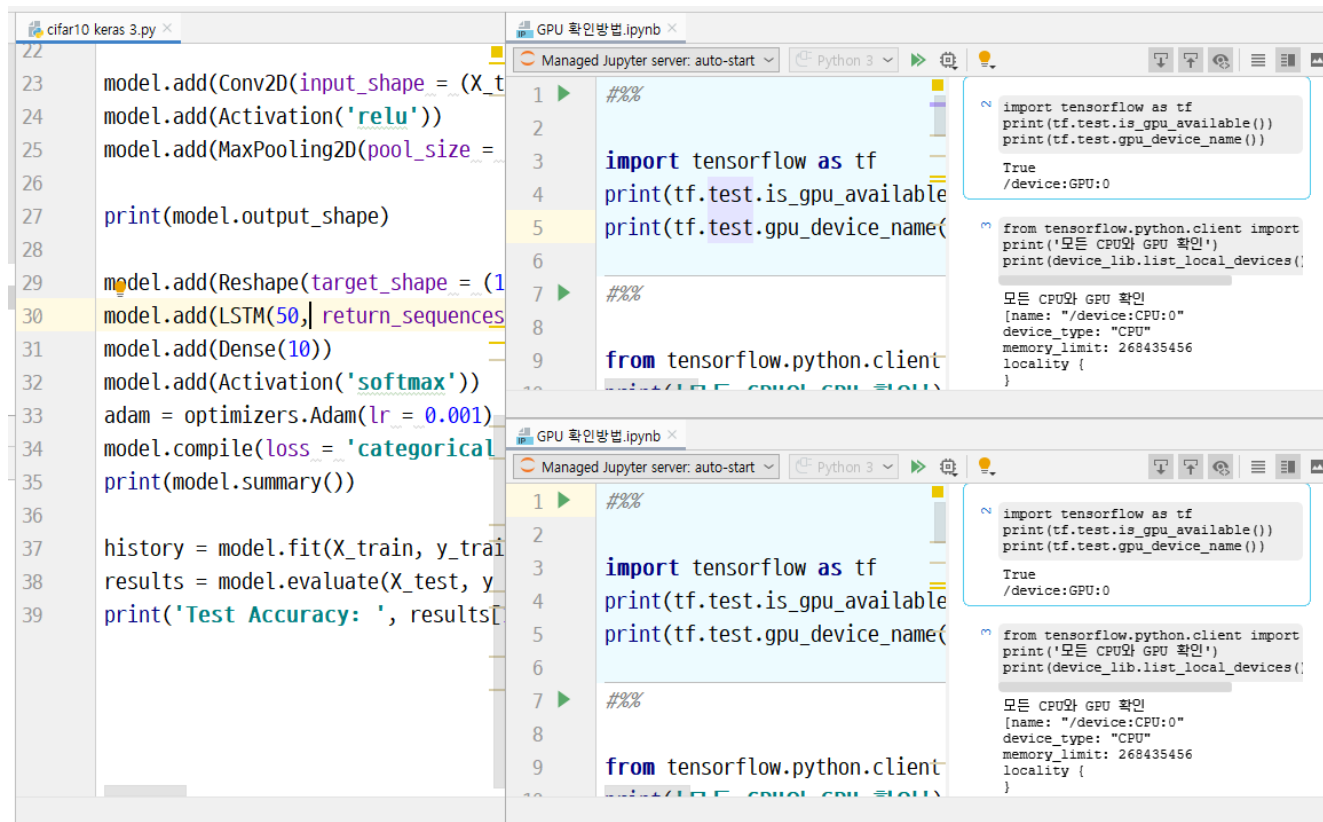 cifar10 keras 3.py
22
23 model.add(Conv2D(input_shape = (X_t
24 model.add(Activation('relu'))
25 model.add(MaxPooling2D(pool_size =
26
27 print(model.output_shape)
28
29 model.add(Reshape(target_shape = (1
30 model.add(LSTM(50, return_sequences
31 model.add(Dense(10))
32 model.add(Activation('softmax'))
33 adam = optimizers.Adam(lr = 0.001)
34 model.compile(loss = 'categorical
35 print(model.summary())
36
37 history = model.fit(X_train, y_trai
38 results = model.evaluate(X_test, y_
39 print('Test Accuracy: ', results[
GPU 확인방법.ipynb
Managed Jupyter server: auto-start
Python 3
1 #%%
2
3 import tensorflow as tf
4 print(tf.test.is_gpu_available
5 print(tf.test.gpu_device_name(
6
7 #%%
8
9 from tensorflow.python.client
2 import tensorflow as tf
print(tf.test.is_gpu_available())
print(tf.test.gpu_device_name())
True
/device:GPU:0
3 from tensorflow.python.client import
print('모든 CPU와 GPU 확인')
print(device_lib.list_local_devices()
모든 CPU와 GPU 확인
[name: "/device:CPU:0"
device_type: "CPU"
memory_limit: 268435456
locality {
}
GPU 확인방법.ipynb
Managed Jupyter server: auto-start
Python 3
1 #%%
2
3 import tensorflow as tf
4 print(tf.test.is_gpu_available
5 print(tf.test.gpu_device_name(
6
7 #%%
8
9 from tensorflow.python.client
2 import tensorflow as tf
print(tf.test.is_gpu_available())
print(tf.test.gpu_device_name())
True
/device:GPU:0
3 from tensorflow.python.client import
print('모든 CPU와 GPU 확인')
print(device_lib.list_local_devices()
모든 CPU와 GPU 확인
[name: "/device:CPU:0"
device_type: "CPU"
memory_limit: 268435456
locality {
}